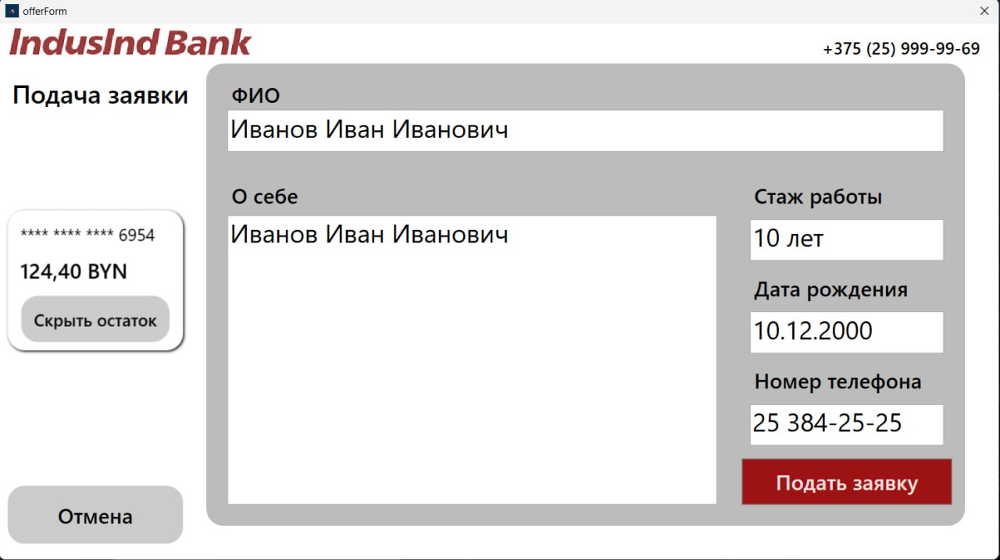 offerForm
IndusInd Bank
+375 (25) 999-99-69
Подача заявки
**** **** **** 6954
124,40 BYN
Скрыть остаток
Отмена
ФИО
Иванов Иван Иванович
О себе
Иванов Иван Иванович
Стаж работы
10 лет
Дата рождения
10.12.2000
Номер телефона
25 384-25-25
Подать заявку